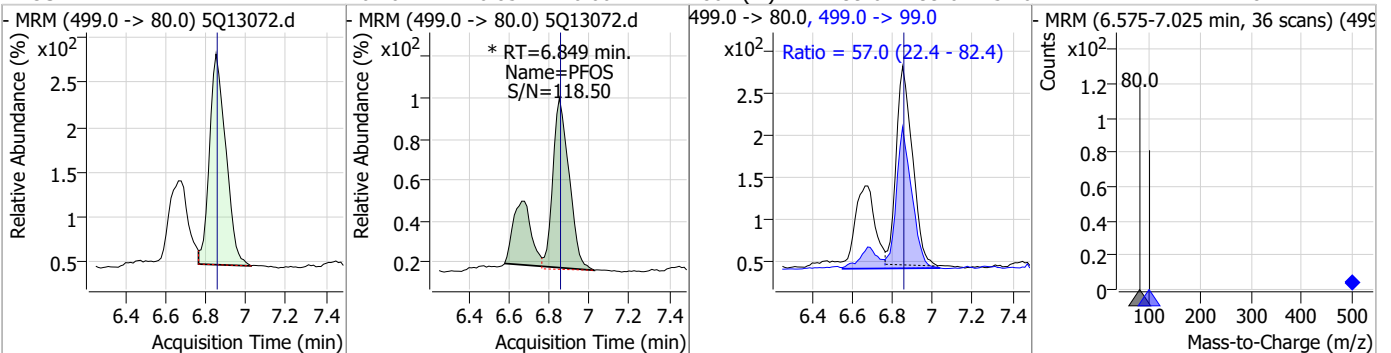 - MRM (499.0 -> 80.0) 5Q13072.d
x10²
Relative Abundance (%)
2.5
2
1.5
1
0.5
6.4 6.6 6.8 7 7.2 7.4
Acquisition Time (min)
- MRM (499.0 -> 80.0) 5Q13072.d
x10²
* RT=6.849 min.
Name=PFOS
S/N=118.50
Relative Abundance (%)
1
0.8
0.6
0.4
0.2
6.4 6.6 6.8 7 7.2 7.4
Acquisition Time (min)
499.0 -> 80.0, 499.0 -> 99.0
x10²
Ratio = 57.0 (22.4 - 82.4)
2.5
2
1.5
1
0.5
6.4 6.6 6.8 7 7.2 7.4
Acquisition Time (min)
- MRM (6.575-7.025 min, 36 scans) (499
x10²
Counts
80.0
1.2
1
0.8
0.6
0.4
0.2
0
100 200 300 400 500
Mass-to-Charge (m/z)